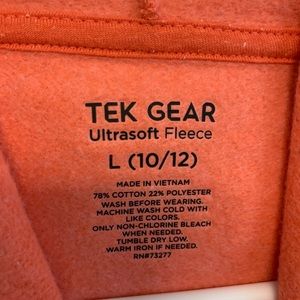 TEK GEAR
Ultrasoft Fleece
L (10/12)
MADE IN VIETNAM
78% COTTON 22% POLYESTER
WASH BEFORE WEARING.
MACHINE WASH COLD WITH
LIKE COLORS.
ONLY NON-CHLORINE BLEACH
WHEN NEEDED.
TUMBLE DRY LOW.
WARM IRON IF NEEDED.
RN#73277